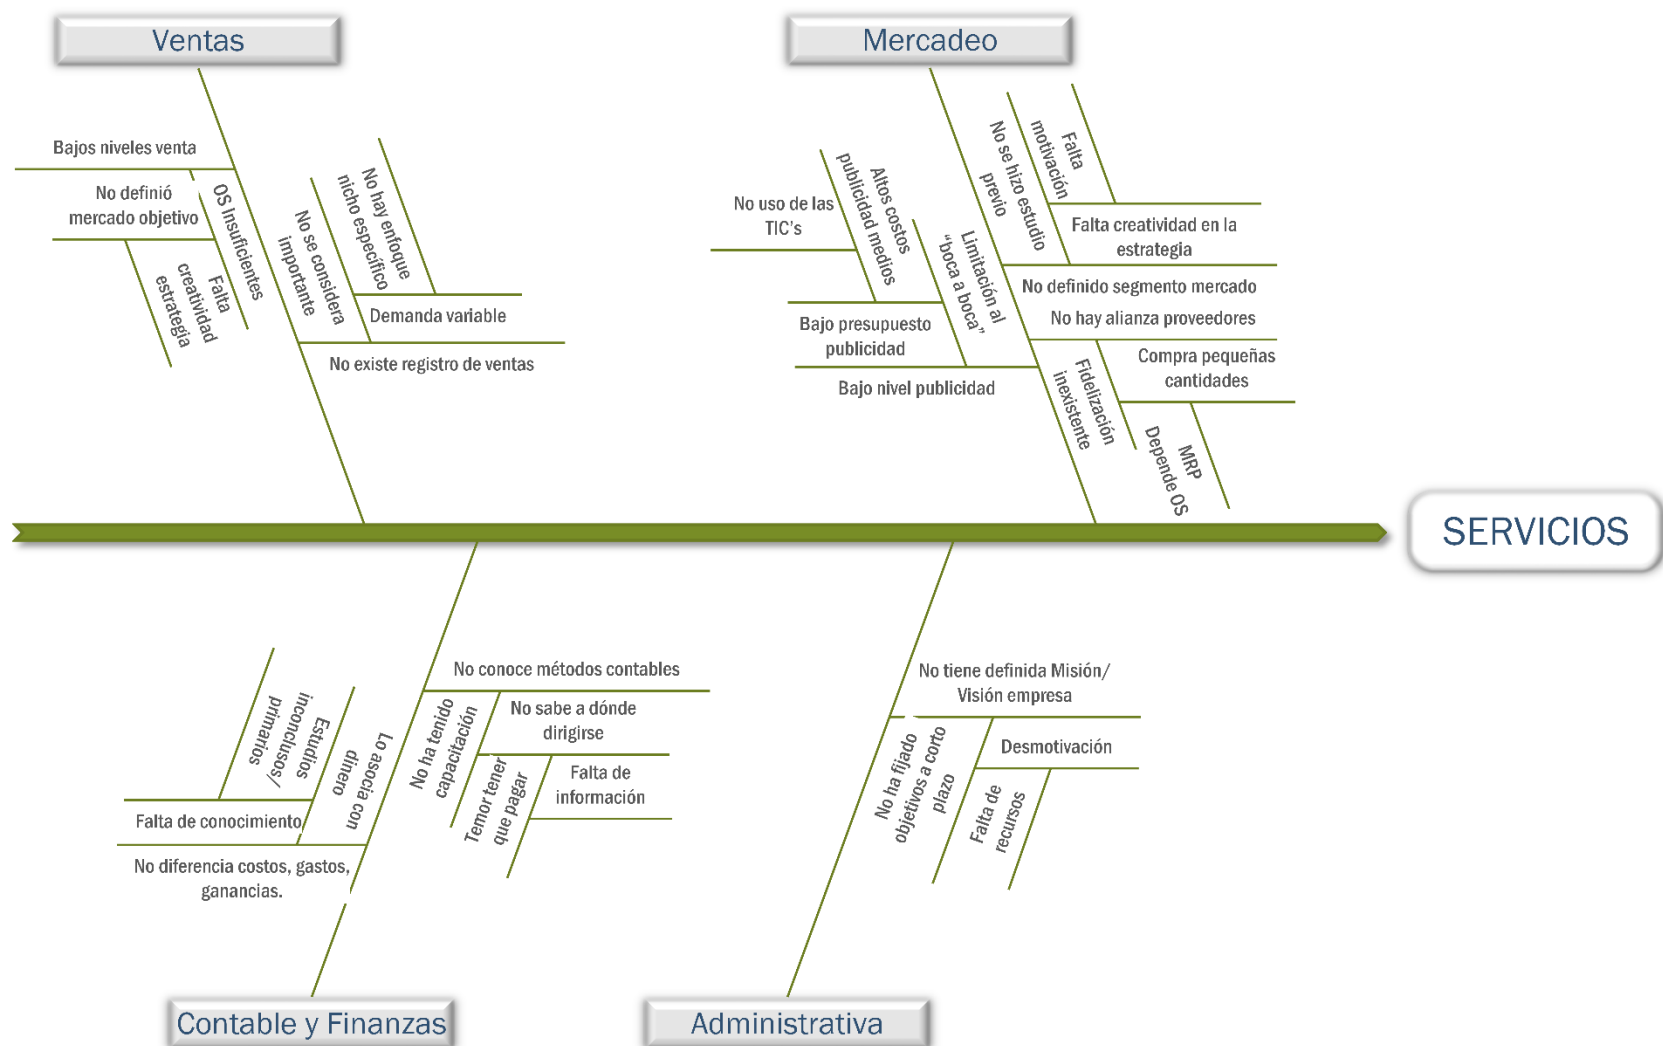 Ventas
Mercadeo
Bajos niveles venta
No definió
mercado objetivo
OS Insuficientes
Falta
creatividad
estrategia
No hay enfoque
nicho específico
No se considera
importante
Demanda variable
No existe registro de ventas
No uso de las
TIC's
Altos costos
publicidad medios
Bajo presupuesto
publicidad
Limitación al
“boca a boca”
Bajo nivel publicidad
Falta
motivación
No se hizo estudio
previo
Falta creatividad en la
estrategia
No definido segmento mercado
No hay alianza proveedores
Fidelización
inexistente
Compra pequeñas
cantidades
MRP
Depende OS
SERVICIOS
Estudios
inconclusos/
primarios
Lo asocia con
dinero
Falta de conocimiento
No diferencia costos, gastos,
ganancias.
No conoce métodos contables
No ha tenido
capacitación
No sabe a dónde
dirigirse
Temor tener
que pagar
Falta de
información
No tiene definida Misión/
Visión empresa
No ha fijado
objetivos a corto
plazo
Desmotivación
Falta de
recursos
Contable y Finanzas
Administrativa